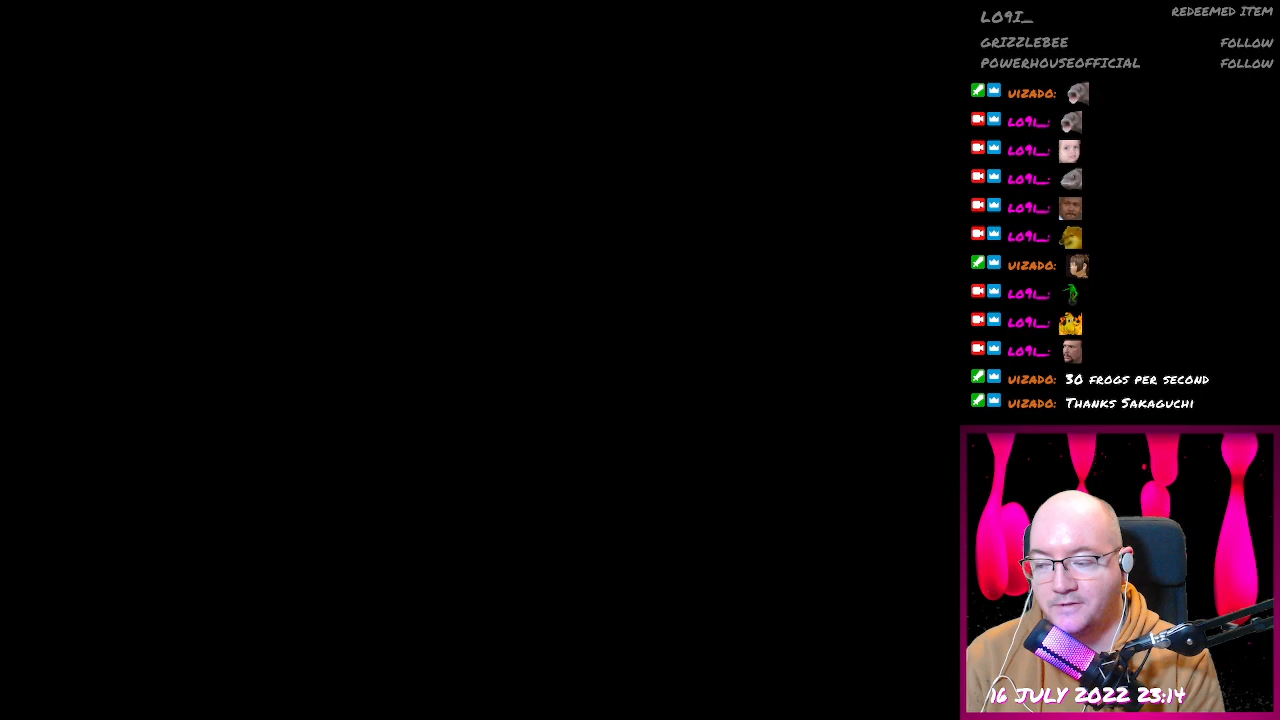 LO9I_ REDEEMED ITEM
GRIZZLEBEE FOLLOW
POWERHOUSEOFFICIAL FOLLOW
VIZADO:
LO9I_:
LO9I_:
LO9I_:
LO9I_:
LO9I_:
VIZADO:
LO9I_:
LO9I_:
LO9I_:
VIZADO: 30 FROGS PER SECOND
VIZADO: THANKS SAKAGUCHI
16 JULY 2022 23:14